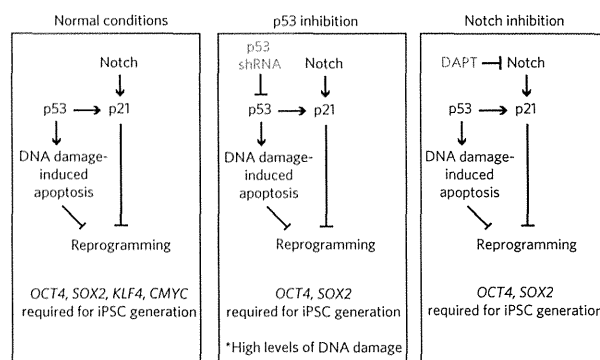 Normal conditions
Notch
p53
p21
DNA damage-
induced
apoptosis
Reprogramming
OCT4, SOX2, KLF4, CMYC
required for iPSC generation
p53 inhibition
p53
shRNA
Notch
p53
p21
DNA damage-
induced
apoptosis
Reprogramming
OCT4, SOX2
required for iPSC generation
*High levels of DNA damage
Notch inhibition
DAPT
Notch
p53
p21
DNA damage-
induced
apoptosis
Reprogramming
OCT4, SOX2
required for iPSC generation